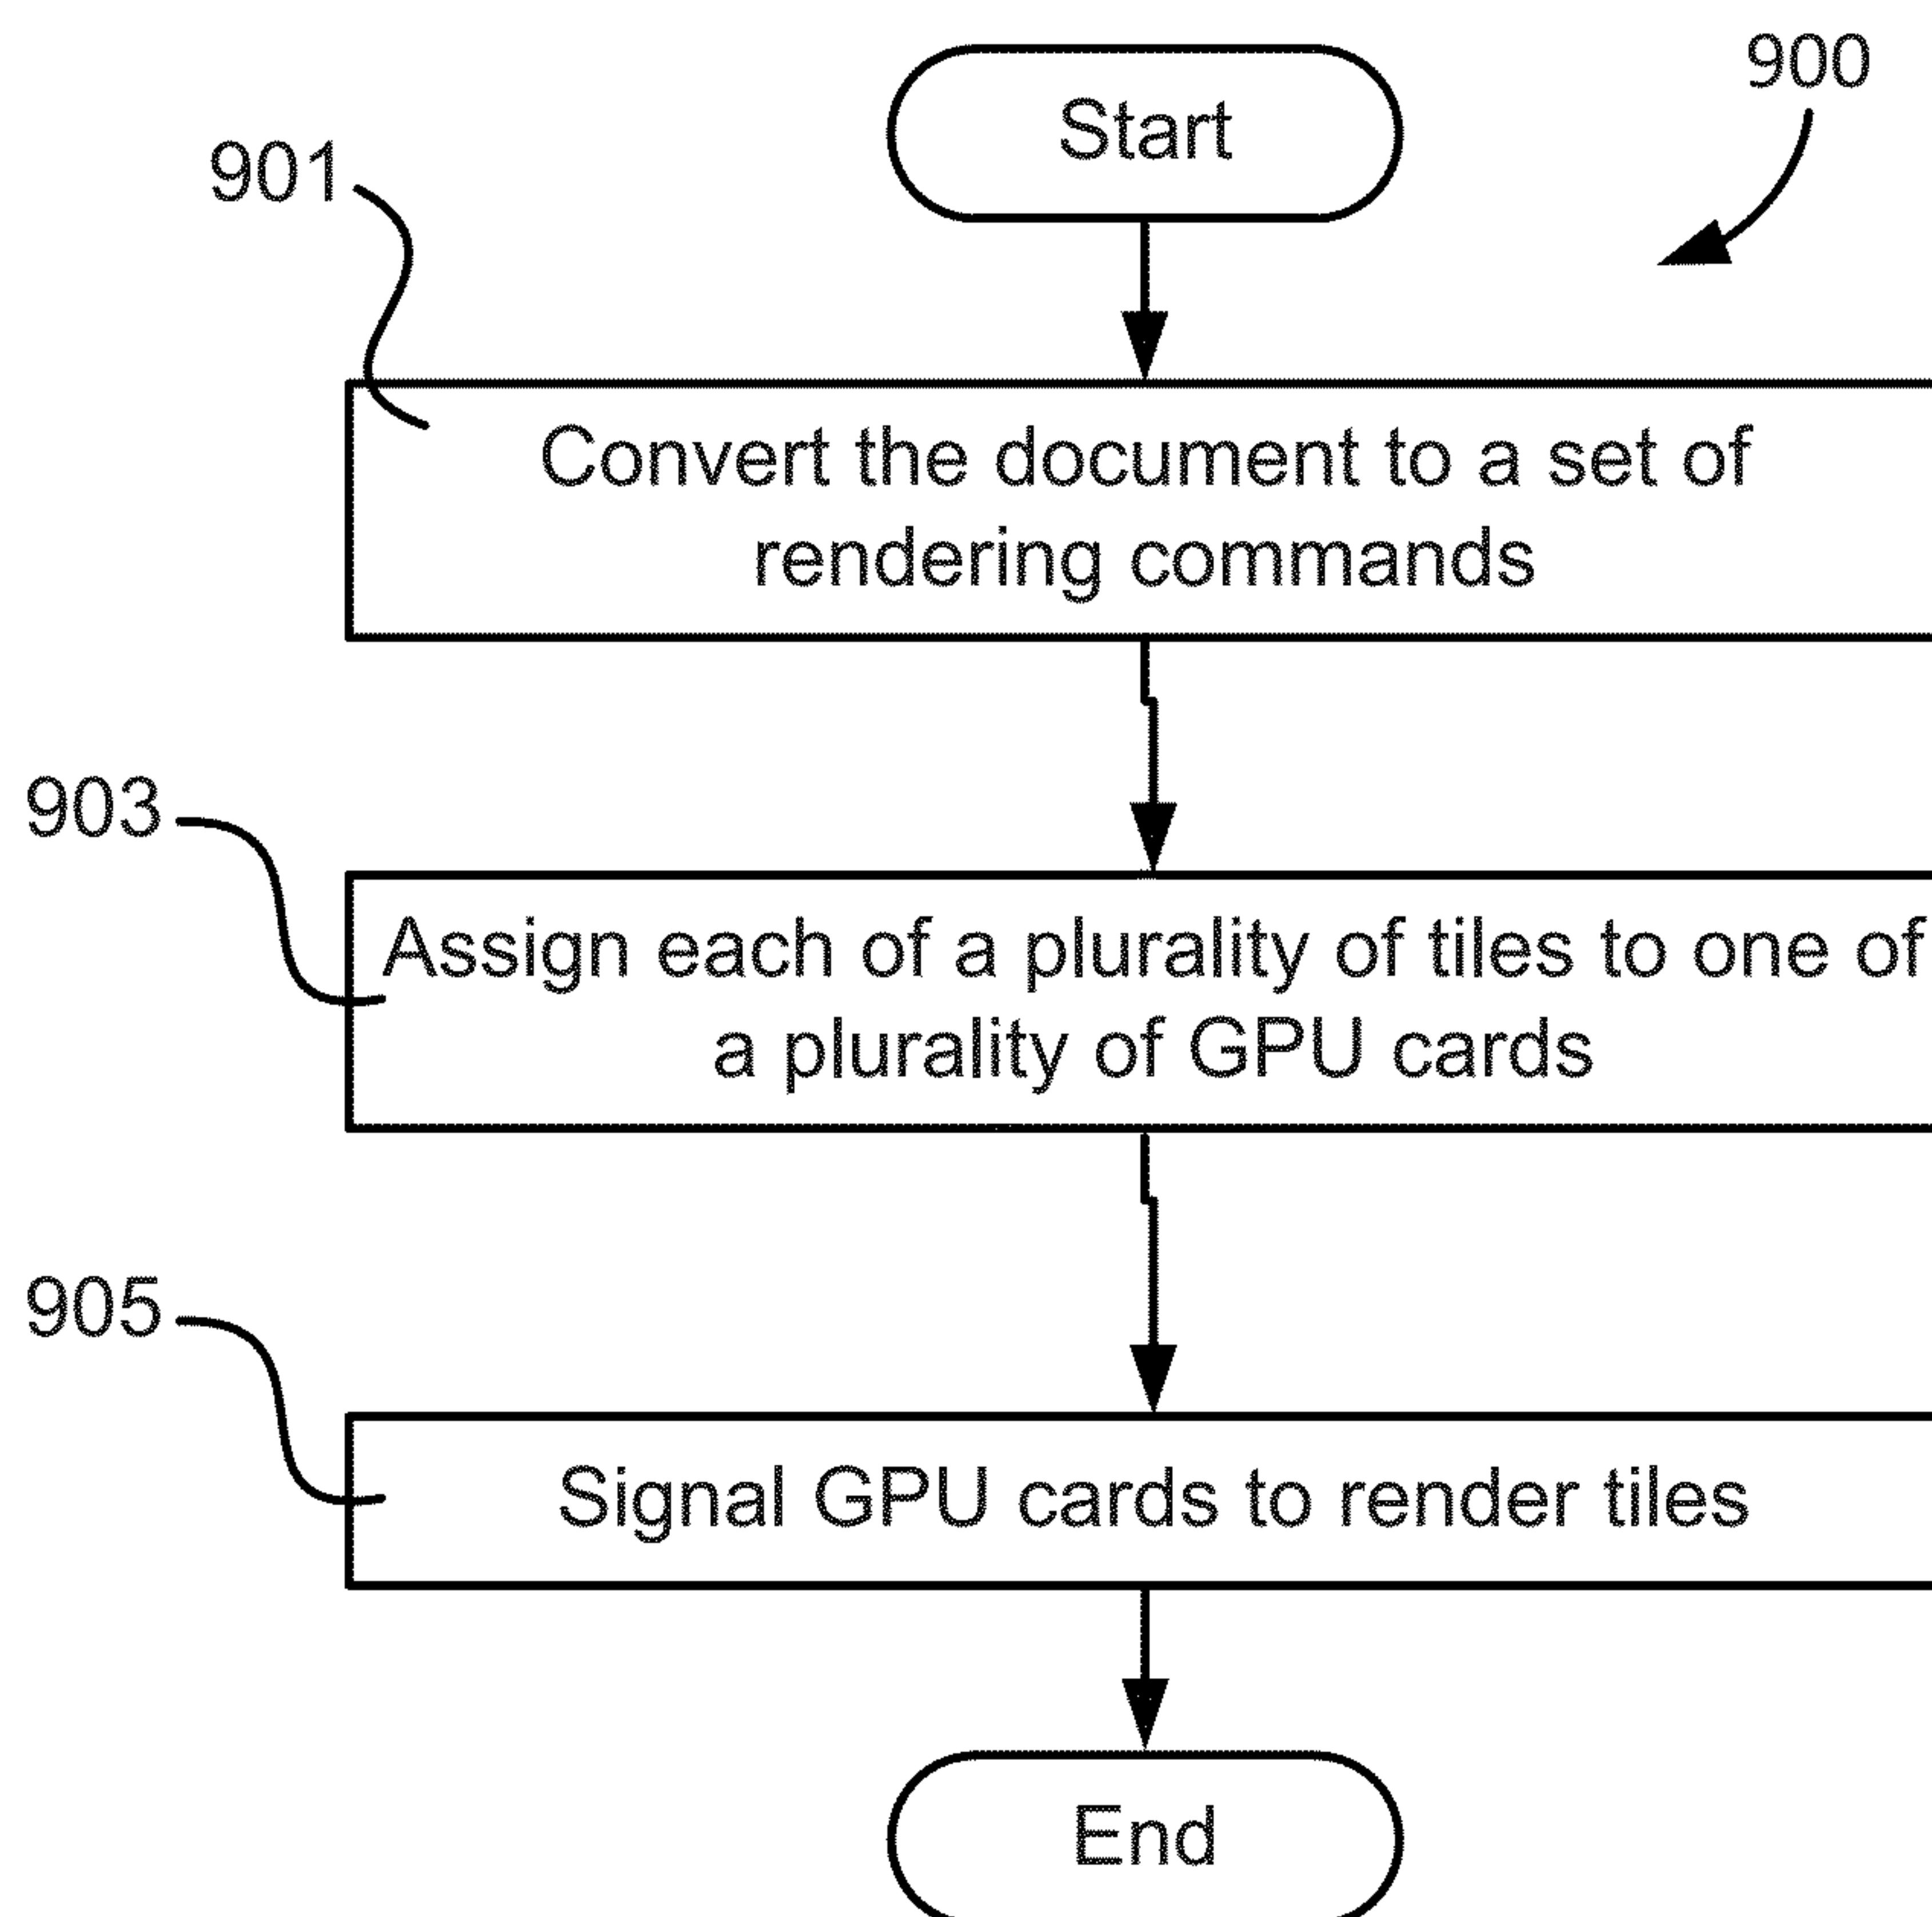 900
Start
901
Convert the document to a set of
rendering commands
903
Assign each of a plurality of tiles to one of
a plurality of GPU cards
905
Signal GPU cards to render tiles
End